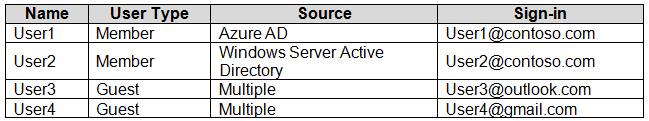 Name User Type Source Sign-in
User1 Member Azure AD User1@contoso.com
User2 Member Windows Server Active Directory User2@contoso.com
User3 Guest Multiple User3@outlook.com
User4 Guest Multiple User4@gmail.com